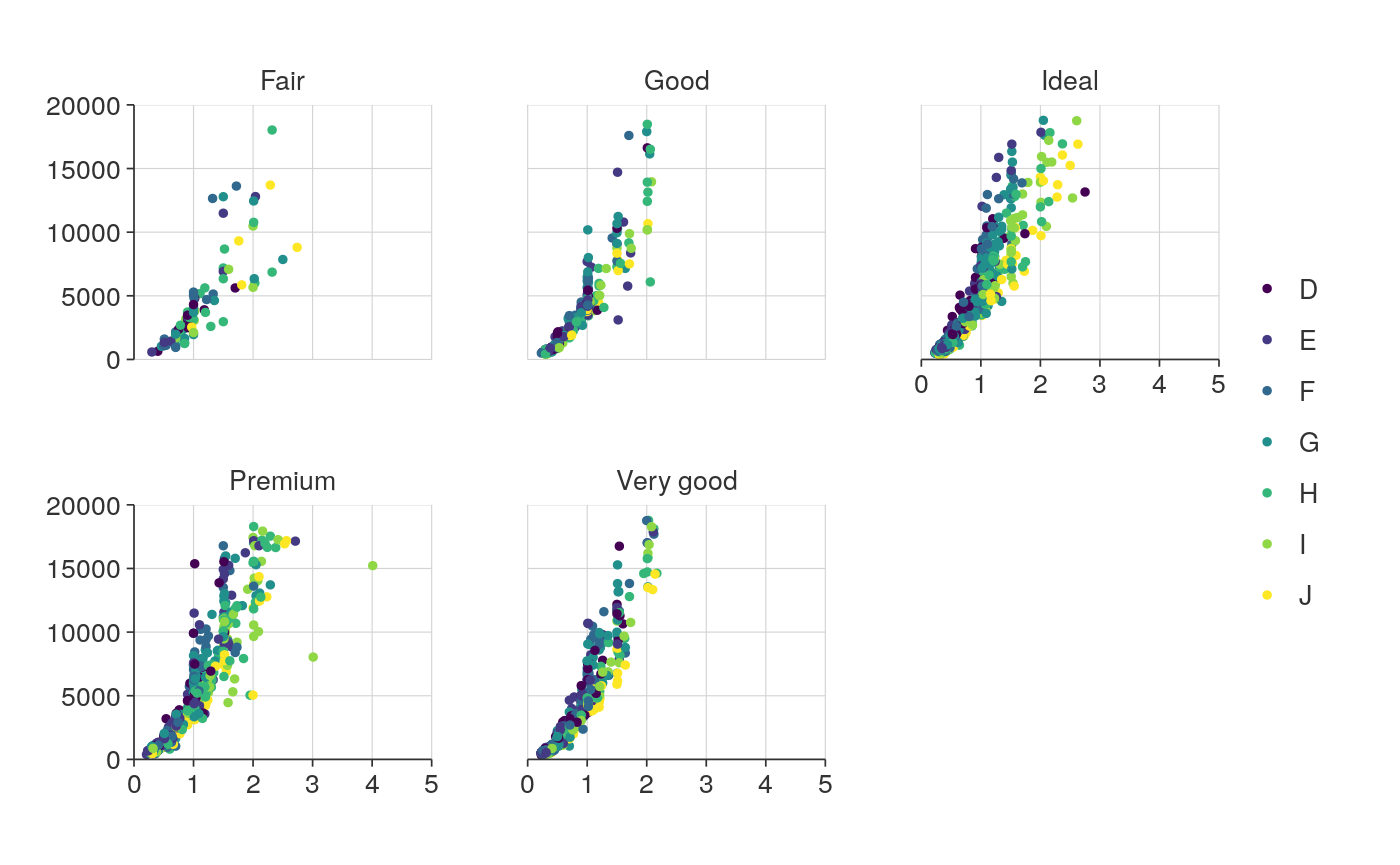 Fair Good Ideal
20000
15000
10000
5000
0
0 1 2 3 4 5
D
E
F
G
H
I
J
Premium Very good
20000
15000
10000
5000
0
0 1 2 3 4 5 0 1 2 3 4 5